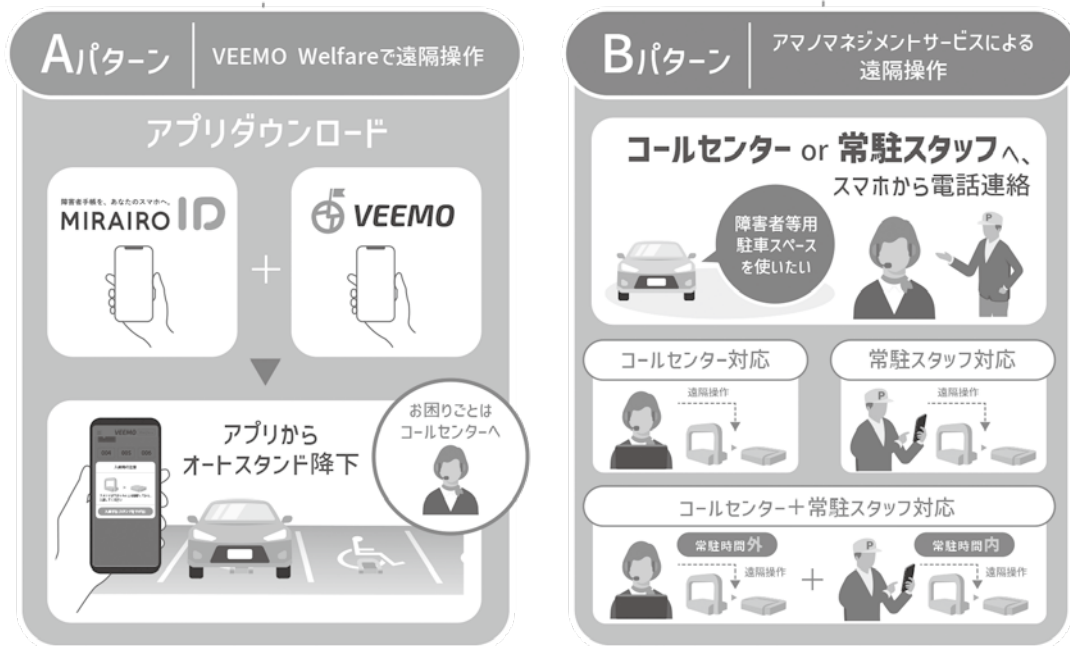 Aパターン
VEEMO Welfareで遠隔操作
アプリダウンロード
障害者手帳を、あなたのスマホへ。
MIRAIRO ID
VEEMO
アプリから
オートスタンド降下
お困りごとは
コールセンターへ
VEEMO
004 005 006
Bパターン
アマノマネジメントサービスによる
遠隔操作
コールセンター or 常駐スタッフへ、
スマホから電話連絡
障害者等用
駐車スペース
を使いたい
P
コールセンター対応
遠隔操作
常駐スタッフ対応
P
遠隔操作
コールセンター+常駐スタッフ対応
常駐時間外
遠隔操作
+
P
常駐時間内
遠隔操作